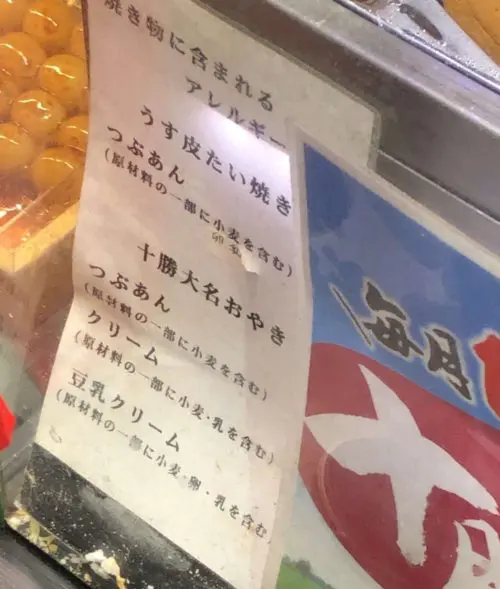 焼き物に含まれる
アレルギー
うす皮たい焼き
つぶあん
(原材料の一部に小麦を含む)
十勝大名おやき
つぶあん
(原材料の一部に小麦を含む)
クリーム
(原材料の一部に小麦・乳を含む)
豆乳クリーム
(原材料の一部に小麦・卵・乳を含む)
毎月